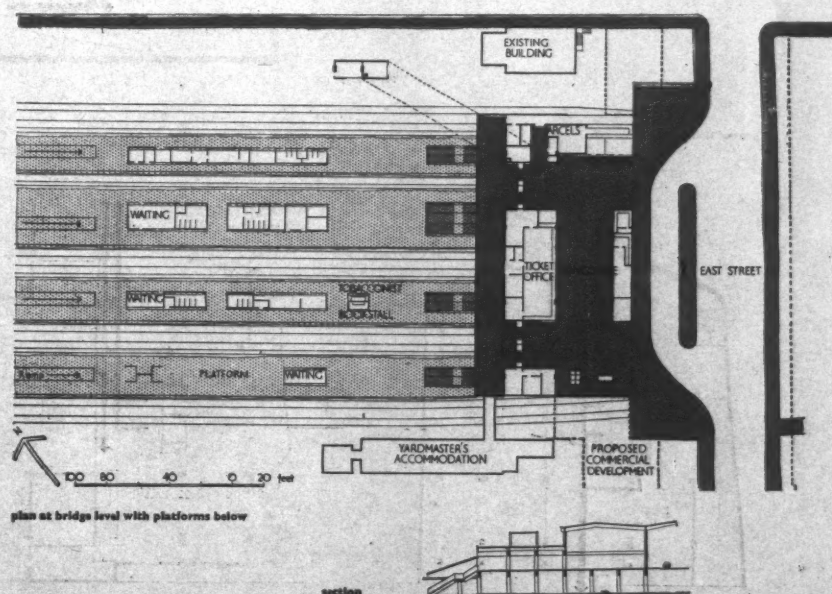 EXISTING
BUILDING
WAITING
TICKET
OFFICE
EAST STREET
WAITING
TOBACCONIST
BOOKSTALL
PLATFORM
WAITING
YARDMASTER'S
ACCOMMODATION
PROPOSED
COMMERCIAL
DEVELOPMENT
N
100 80 40 0 20 feet
plan at bridge level with platforms below
section